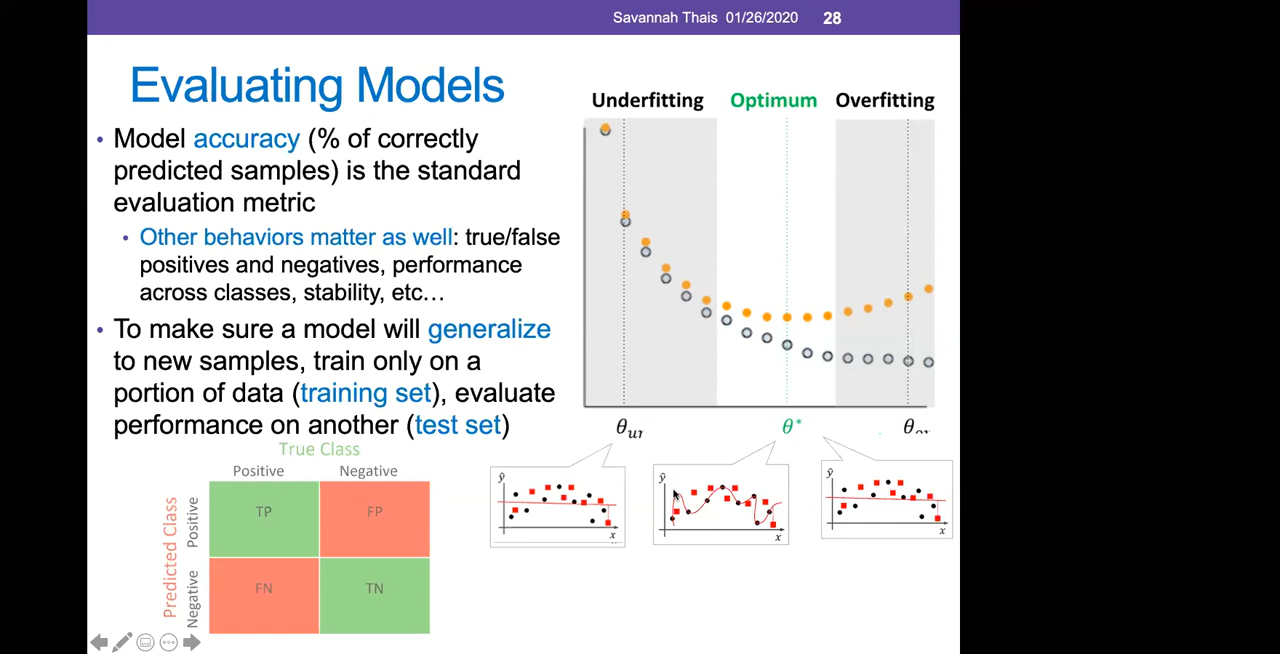 Savannah Thais 01/26/2020 28
Evaluating Models
• Model accuracy (% of correctly
predicted samples) is the standard
evaluation metric
• Other behaviors matter as well: true/false
positives and negatives, performance
across classes, stability, etc…
• To make sure a model will generalize
to new samples, train only on a
portion of data (training set), evaluate
performance on another (test set)
Underfitting Optimum Overfitting
θur θ* θov
True Class
Positive Negative
Predicted Class
Positive
TP FP
Negative
FN TN
ŷ
x
ŷ
x
ŷ
x